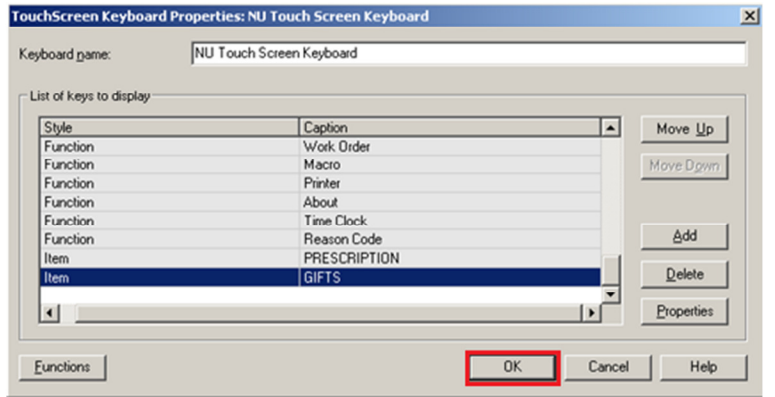 TouchScreen Keyboard Properties: NU Touch Screen Keyboard
Keyboard name: NU Touch Screen Keyboard
List of keys to display
Style Caption
Function Work Order
Function Macro
Function Printer
Function About
Function Time Clock
Function Reason Code
Item PRESCRIPTION
Item GIFTS
Move Up
Move Down
Add
Delete
Properties
Functions OK Cancel Help